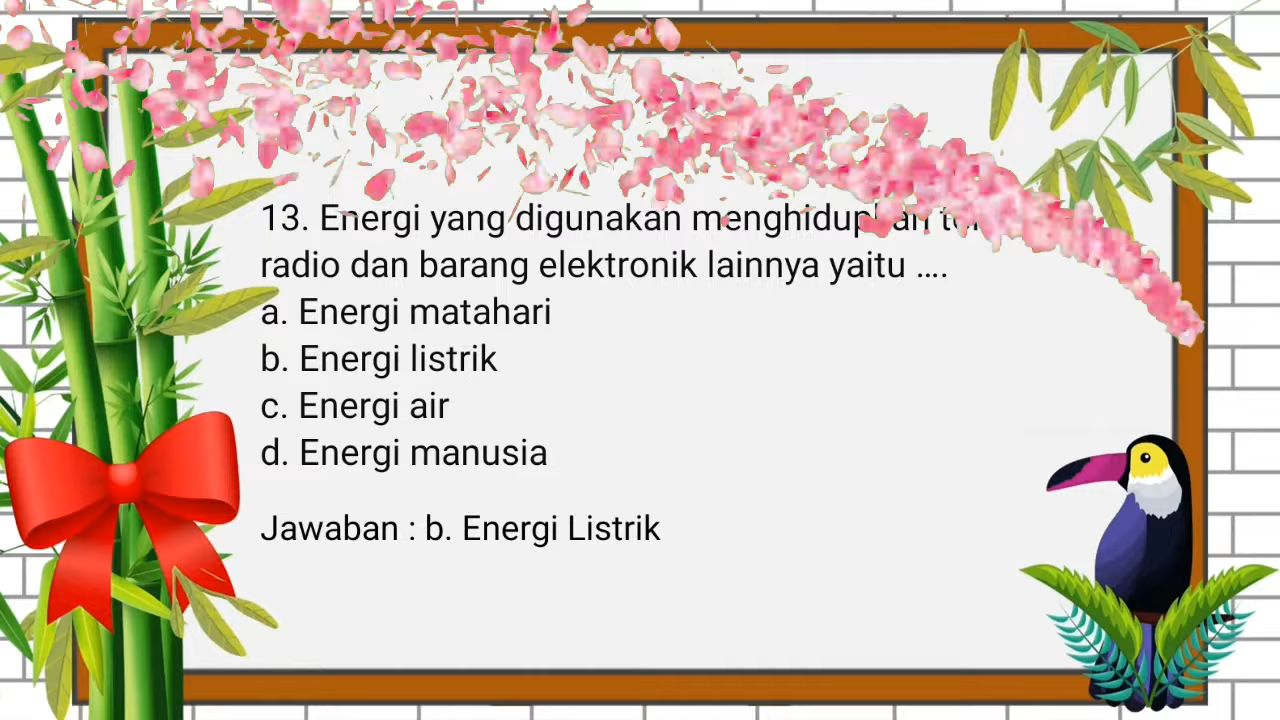 13. Energi yang digunakan menghidupkan
radio dan barang elektronik lainnya yaitu ....
a. Energi matahari
b. Energi listrik
c. Energi air
d. Energi manusia
Jawaban : b. Energi Listrik